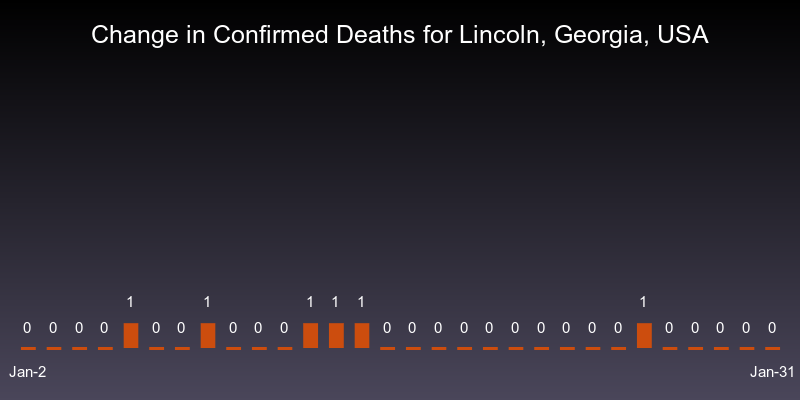 Change in Confirmed Deaths for Lincoln, Georgia, USA
1 1 1 1 1 1
0 0 0 0 0 0 0 0 0 0 0 0 0 0 0 0 0 0 0 0 0 0 0 0
Jan-2 Jan-31